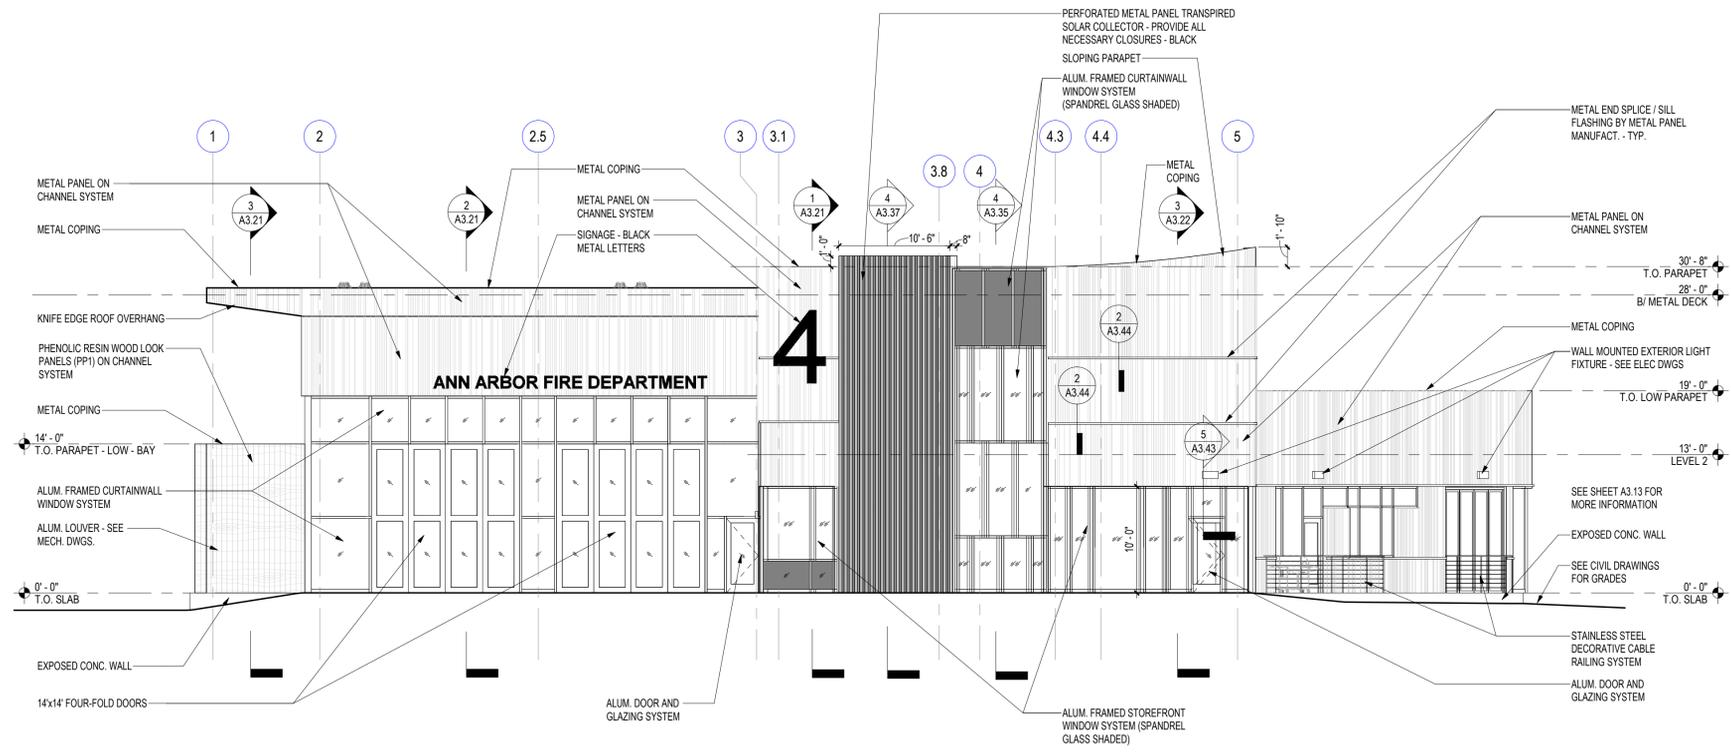 PERFORATED METAL PANEL TRANSPIRED
SOLAR COLLECTOR - PROVIDE ALL
NECESSARY CLOSURES - BLACK
SLOPING PARAPET
ALUM. FRAMED CURTAINWALL
WINDOW SYSTEM
(SPANDREL GLASS SHADED)
METAL END SPLICE / SILL
FLASHING BY METAL PANEL
MANUFACT. - TYP.
1
2
2.5
3
3.1
3.8
4
4.3
4.4
5
METAL PANEL ON
CHANNEL SYSTEM
METAL COPING
KNIFE EDGE ROOF OVERHANG
PHENOLIC RESIN WOOD LOOK
PANELS (PP1) ON CHANNEL
SYSTEM
METAL COPING
14' - 0"
T.O. PARAPET - LOW - BAY
ALUM. FRAMED CURTAINWALL
WINDOW SYSTEM
ALUM. LOUVER - SEE
MECH. DWGS.
0' - 0"
T.O. SLAB
EXPOSED CONC. WALL
14'x14' FOUR-FOLD DOORS
3
A3.21
2
A3.21
METAL COPING
METAL PANEL ON
CHANNEL SYSTEM
SIGNAGE - BLACK
METAL LETTERS
1
A3.21
4
A3.37
4
A3.35
METAL
COPING
3
A3.22
1' - 0"
10' - 6"
8"
1' - 10"
4
ANN ARBOR FIRE DEPARTMENT
2
A3.44
2
A3.44
5
A3.43
10' - 0"
METAL PANEL ON
CHANNEL SYSTEM
30' - 8"
T.O. PARAPET
28' - 0"
B/ METAL DECK
METAL COPING
WALL MOUNTED EXTERIOR LIGHT
FIXTURE - SEE ELEC DWGS
19' - 0"
T.O. LOW PARAPET
13' - 0"
LEVEL 2
SEE SHEET A3.13 FOR
MORE INFORMATION
EXPOSED CONC. WALL
SEE CIVIL DRAWINGS
FOR GRADES
0' - 0"
T.O. SLAB
STAINLESS STEEL
DECORATIVE CABLE
RAILING SYSTEM
ALUM. DOOR AND
GLAZING SYSTEM
ALUM. DOOR AND
GLAZING SYSTEM
ALUM. FRAMED STOREFRONT
WINDOW SYSTEM (SPANDREL
GLASS SHADED)